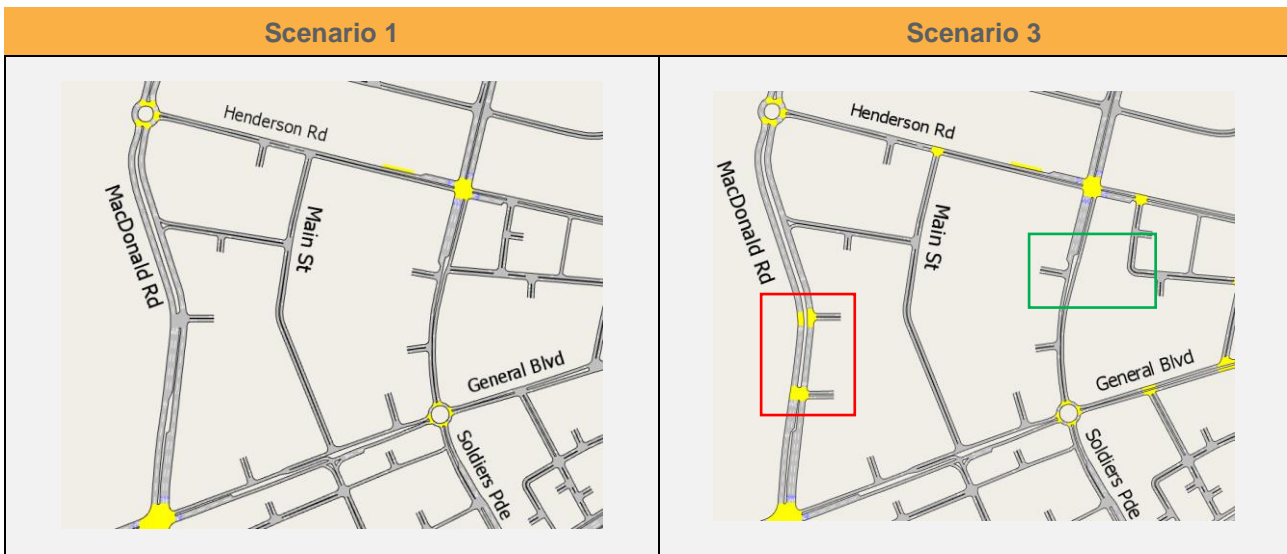 Scenario 1
Scenario 3
Henderson Rd
MacDonald Rd
Main St
General Blvd
Soldiers Pde
Henderson Rd
MacDonald Rd
Main St
General Blvd
Soldiers Pde